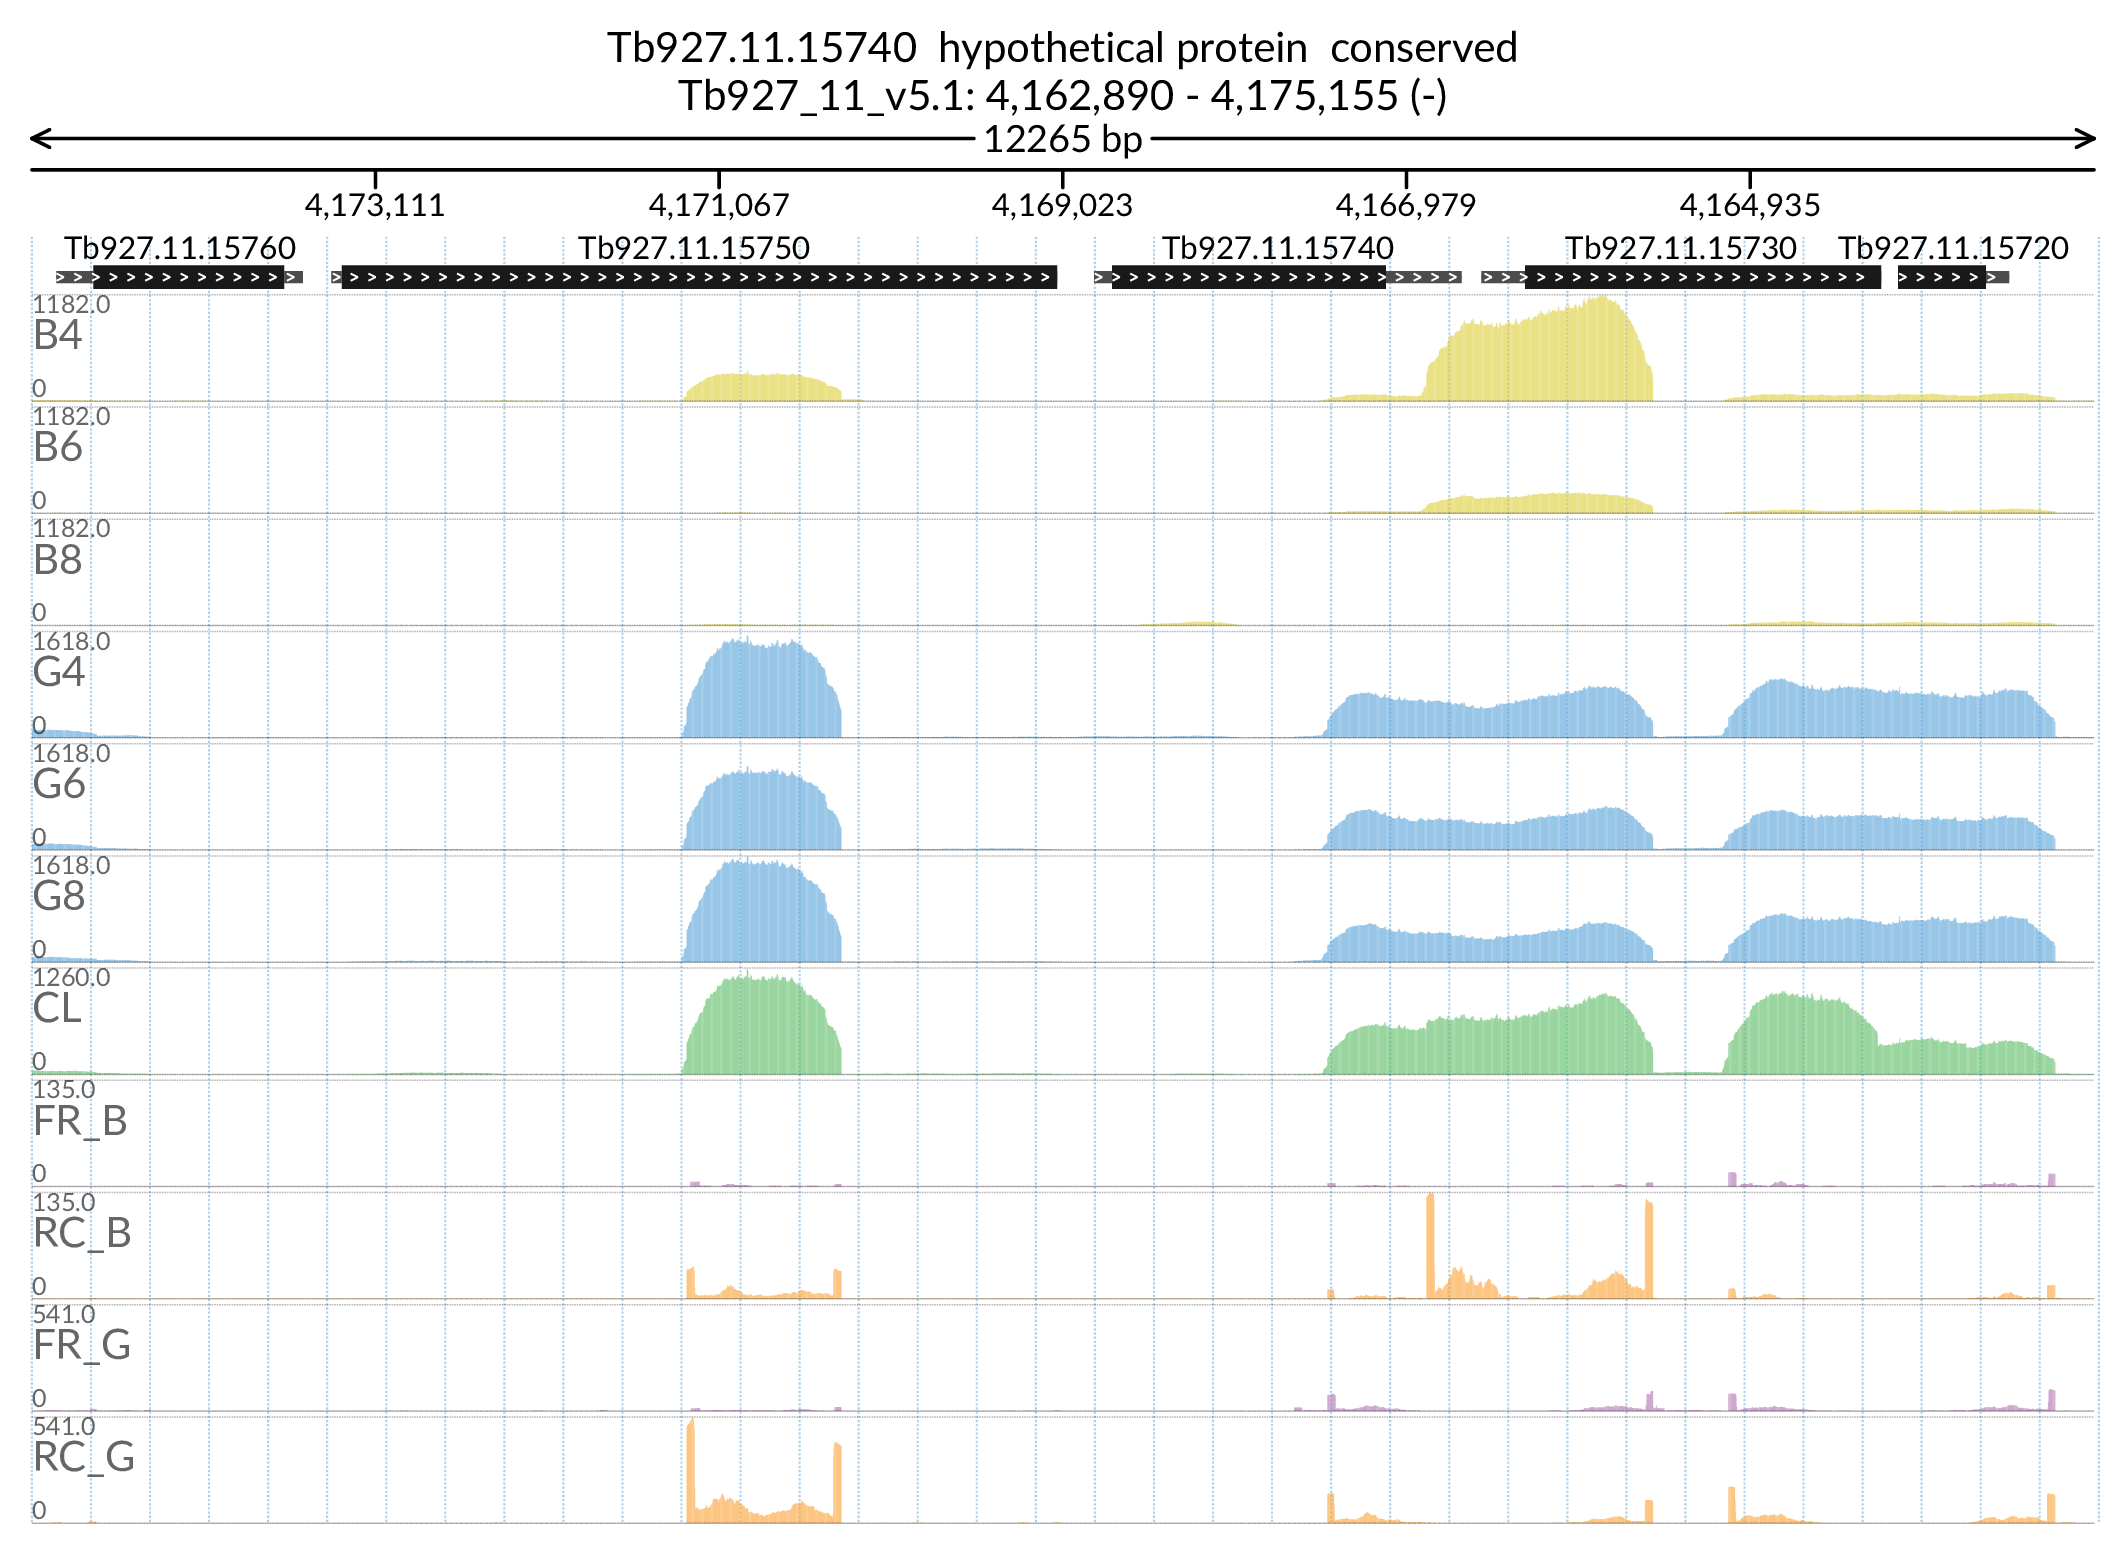 Tb927.11.15740 hypothetical protein conserved
Tb927_11_v5.1: 4,162,890 - 4,175,155 (-)
12265 bp
4,173,111 4,171,067 4,169,023 4,166,979 4,164,935
Tb927.11.15760 Tb927.11.15750 Tb927.11.15740 Tb927.11.15730 Tb927.11.15720
1182.0
B4
0
1182.0
B6
0
1182.0
B8
0
1618.0
G4
0
1618.0
G6
0
1618.0
G8
0
1260.0
CL
0
135.0
FR_B
0
135.0
RC_B
0
541.0
FR_G
0
541.0
RC_G
0